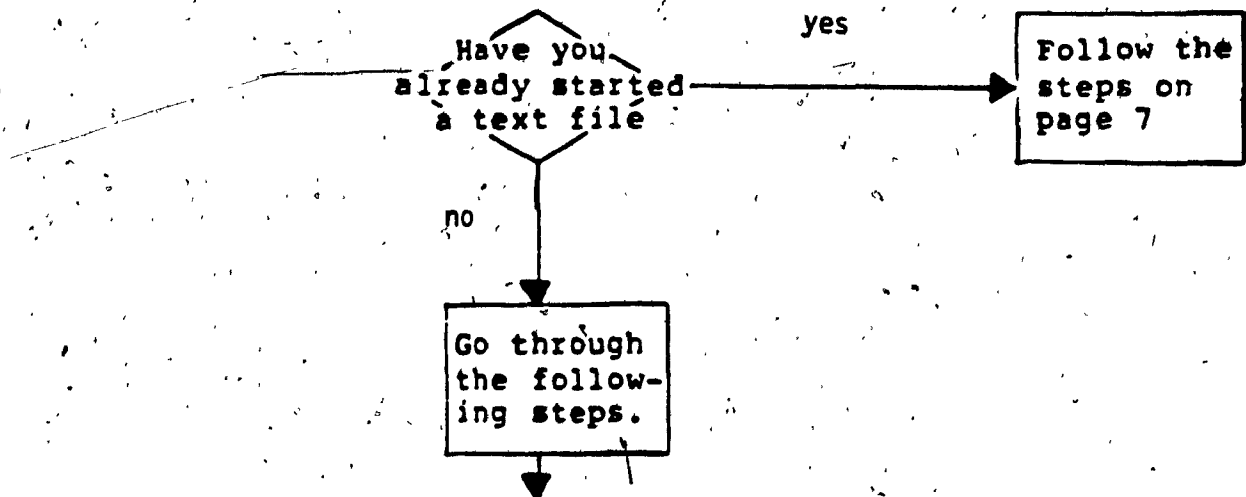 yes
Have you
already started
a text file
Follow the
steps on
page 7
no
Go through
the follow-
ing steps.